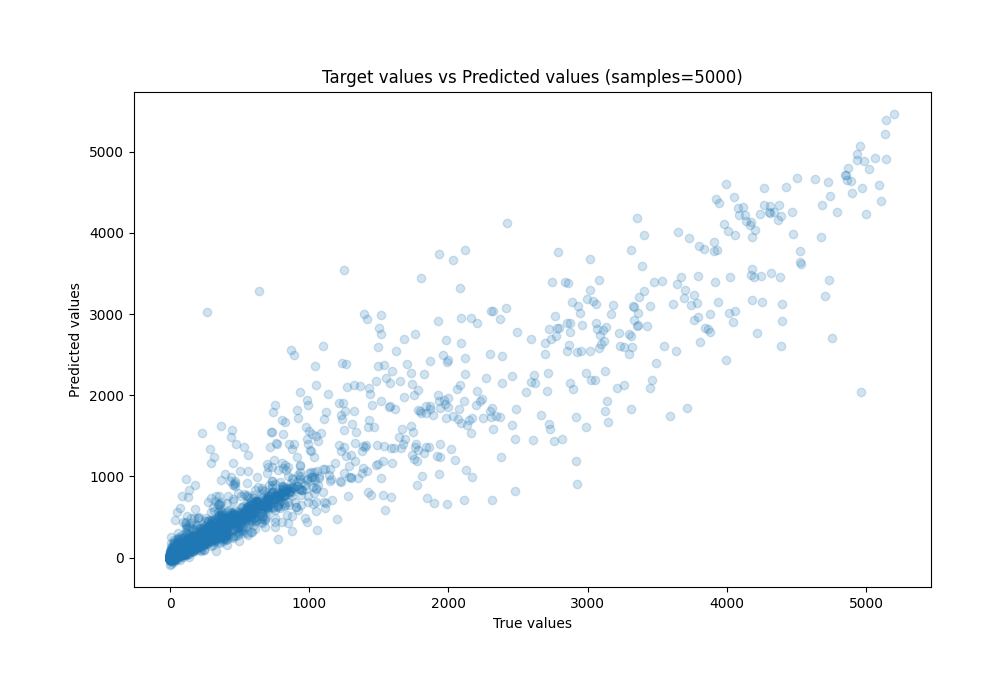 Target values vs Predicted values (samples=5000)
5000
4000
3000
2000
1000
0
Predicted values
0 1000 2000 3000 4000 5000
True values